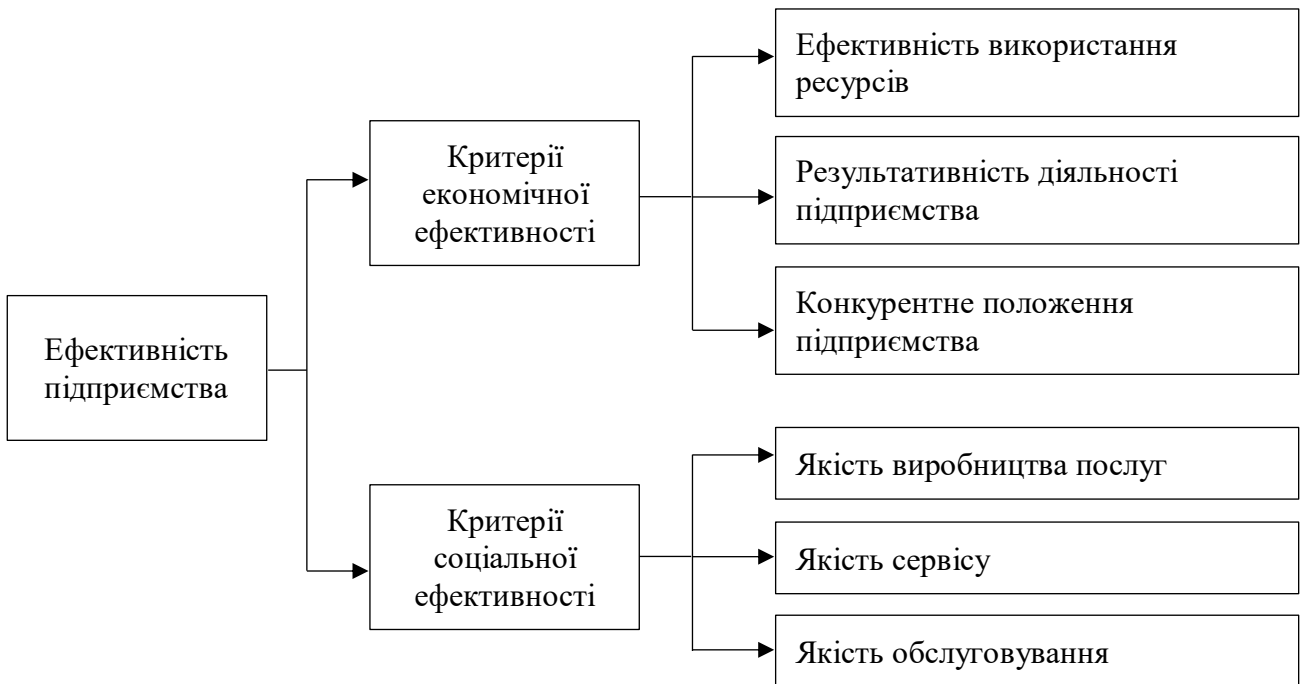 Ефективність
підприємства
Критерії
економічної
ефективності
Ефективність використання
ресурсів
Результативність діяльності
підприємства
Конкурентне положення
підприємства
Критерії
соціальної
ефективності
Якість виробництва послуг
Якість сервісу
Якість обслуговування